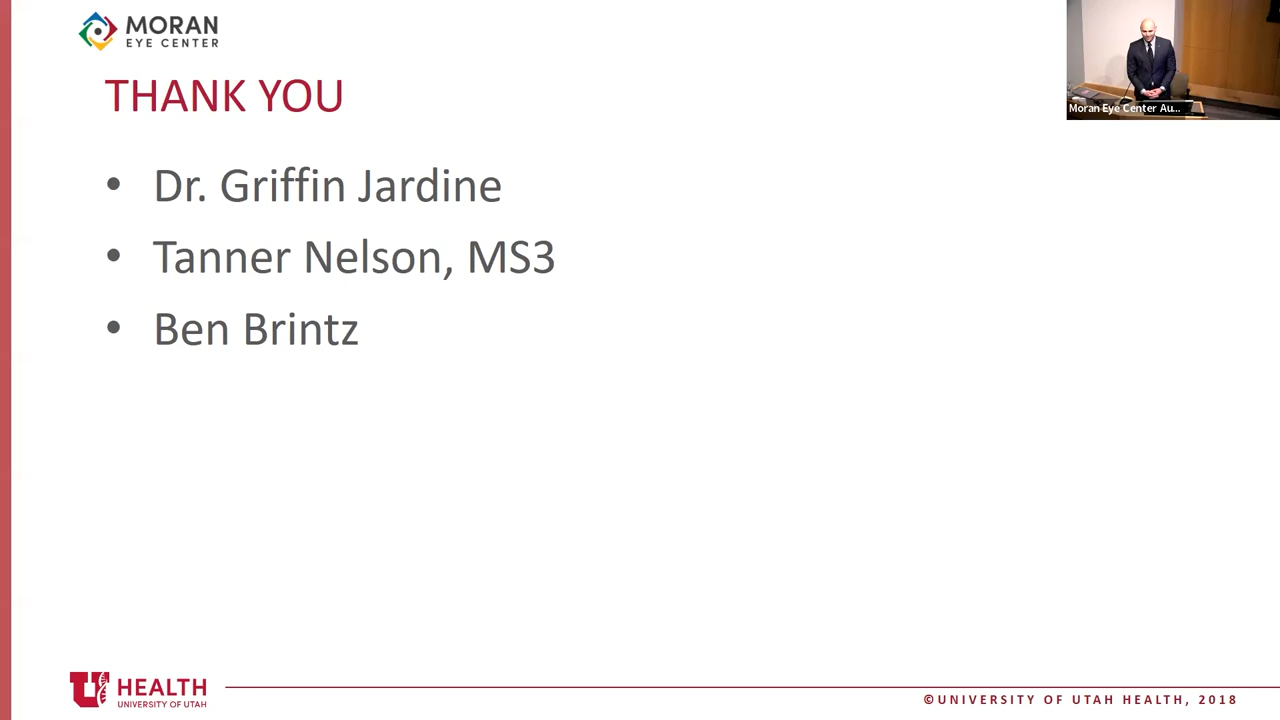 MORAN
EYE CENTER
Moran Eye Center Au...
THANK YOU
• Dr. Griffin Jardine
• Tanner Nelson, MS3
• Ben Brintz
U HEALTH
UNIVERSITY OF UTAH
©UNIVERSITY OF UTAH HEALTH, 2018